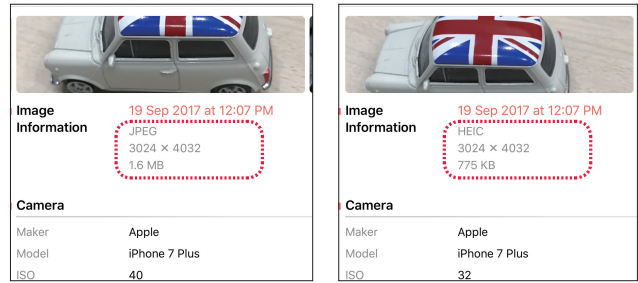 Image Information
19 Sep 2017 at 12:07 PM
JPEG
3024 × 4032
1.6 MB
Camera
Maker Apple
Model iPhone 7 Plus
ISO 40
Image Information
19 Sep 2017 at 12:07 PM
HEIC
3024 × 4032
775 KB
Camera
Maker Apple
Model iPhone 7 Plus
ISO 32